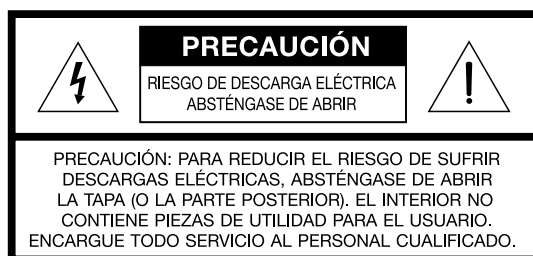 PRECAUCIÓN
RIESGO DE DESCARGA ELÉCTRICA
ABSTÉNGASE DE ABRIR
PRECAUCIÓN: PARA REDUCIR EL RIESGO DE SUFRIR
DESCARGAS ELÉCTRICAS, ABSTÉNGASE DE ABRIR
LA TAPA (O LA PARTE POSTERIOR). EL INTERIOR NO
CONTIENE PIEZAS DE UTILIDAD PARA EL USUARIO.
ENCARGUE TODO SERVICIO AL PERSONAL CUALIFICADO.